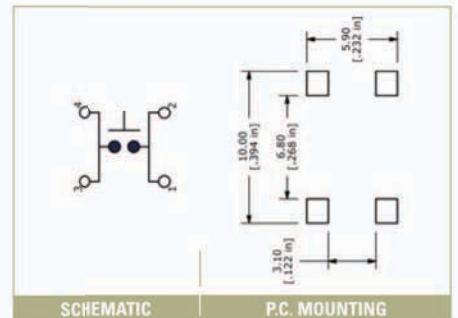 4
2
3
1
5.90
[.232 in]
10.00
[.394 in]
6.80
[.268 in]
3.10
[.122 in]
SCHEMATIC
P.C. MOUNTING